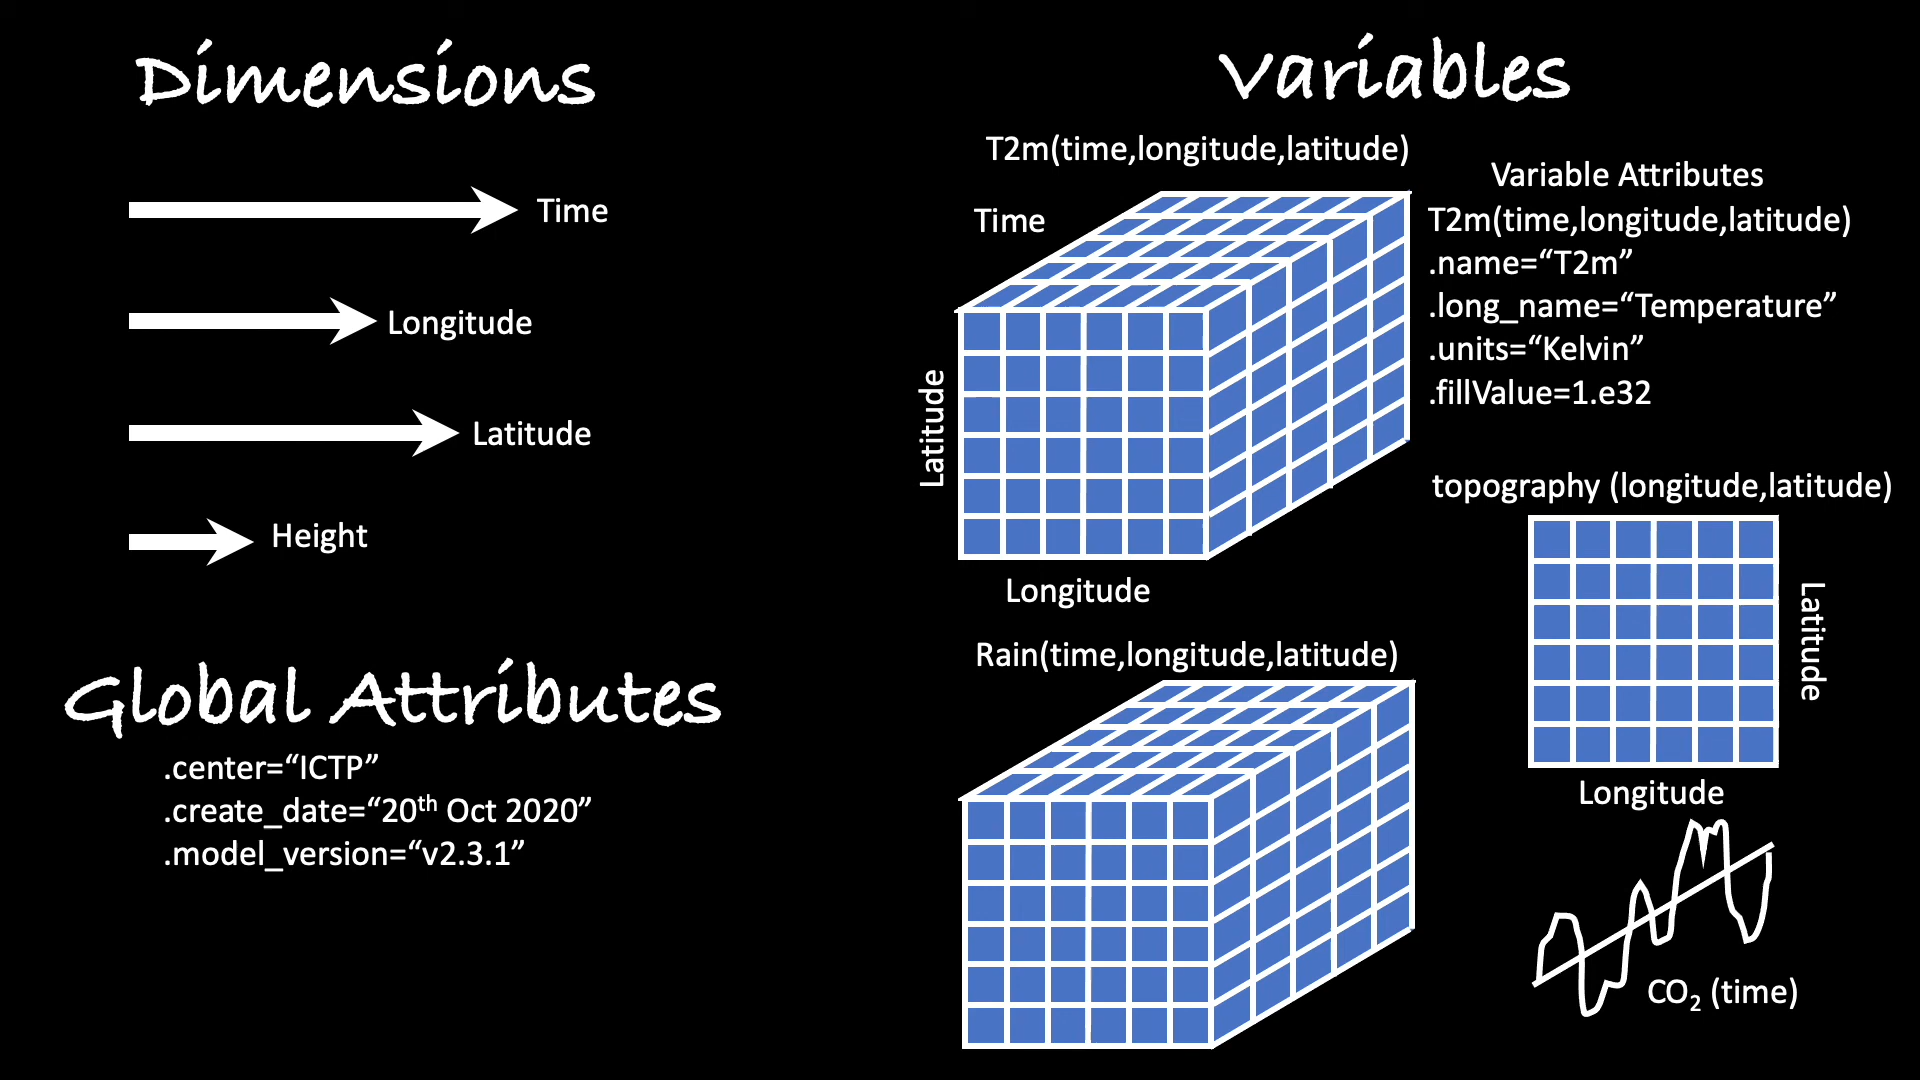 Dimensions
Time
Longitude
Latitude
Height
Global Attributes
.center=“ICTP”
.create_date=“20th Oct 2020”
.model_version=“v2.3.1”
Variables
T2m(time,longitude,latitude)
Time
Latitude
Longitude
Variable Attributes
T2m(time,longitude,latitude)
.name=“T2m”
.long_name=“Temperature”
.units=“Kelvin”
.fillValue=1.e32
topography (longitude,latitude)
Latitude
Longitude
Rain(time,longitude,latitude)
CO₂ (time)